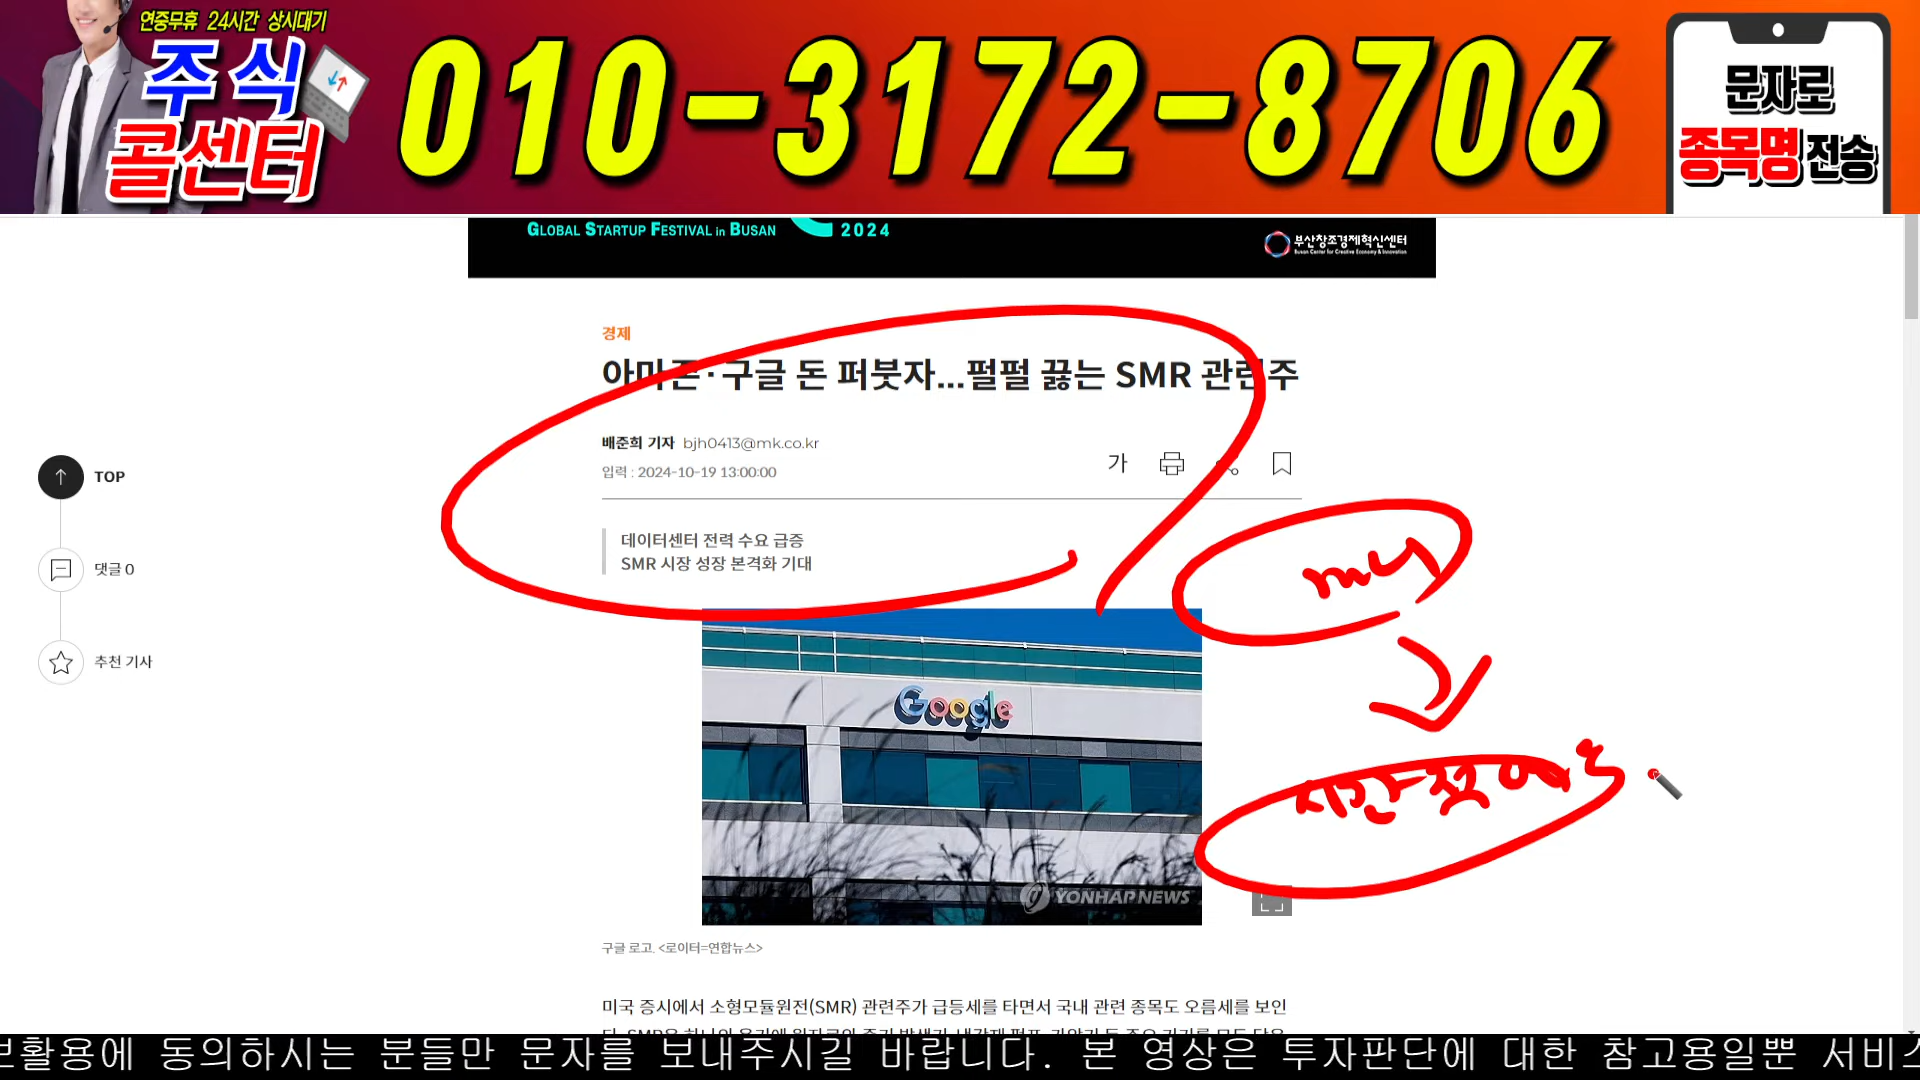 연중무휴 24시간 상시대기
주식
콜센터
010-3172-8706
문자로
종목명 전송
GLOBAL STARTUP FESTIVAL in BUSAN
2024
부산창조경제혁신센터
Busan Center for Creative Economy & Innovation
경제
아마존·구글 돈 퍼붓자...펄펄 끓는 SMR 관련주
배준희 기자 bjh0413@mk.co.kr
입력 : 2024-10-19 13:00:00
가
TOP
데이터센터 전력 수요 급증
SMR 시장 성장 본격화 기대
댓글 0
추천 기사
Google
YONHAP NEWS
구글 로고. <로이터=연합뉴스>
미국 증시에서 소형모듈원전(SMR) 관련주가 급등세를 타면서 국내 관련 종목도 오름세를 보인
보활용에 동의하시는 분들만 문자를 보내주시길 바랍니다. 본 영상은 투자판단에 대한 참고용일뿐 서비스